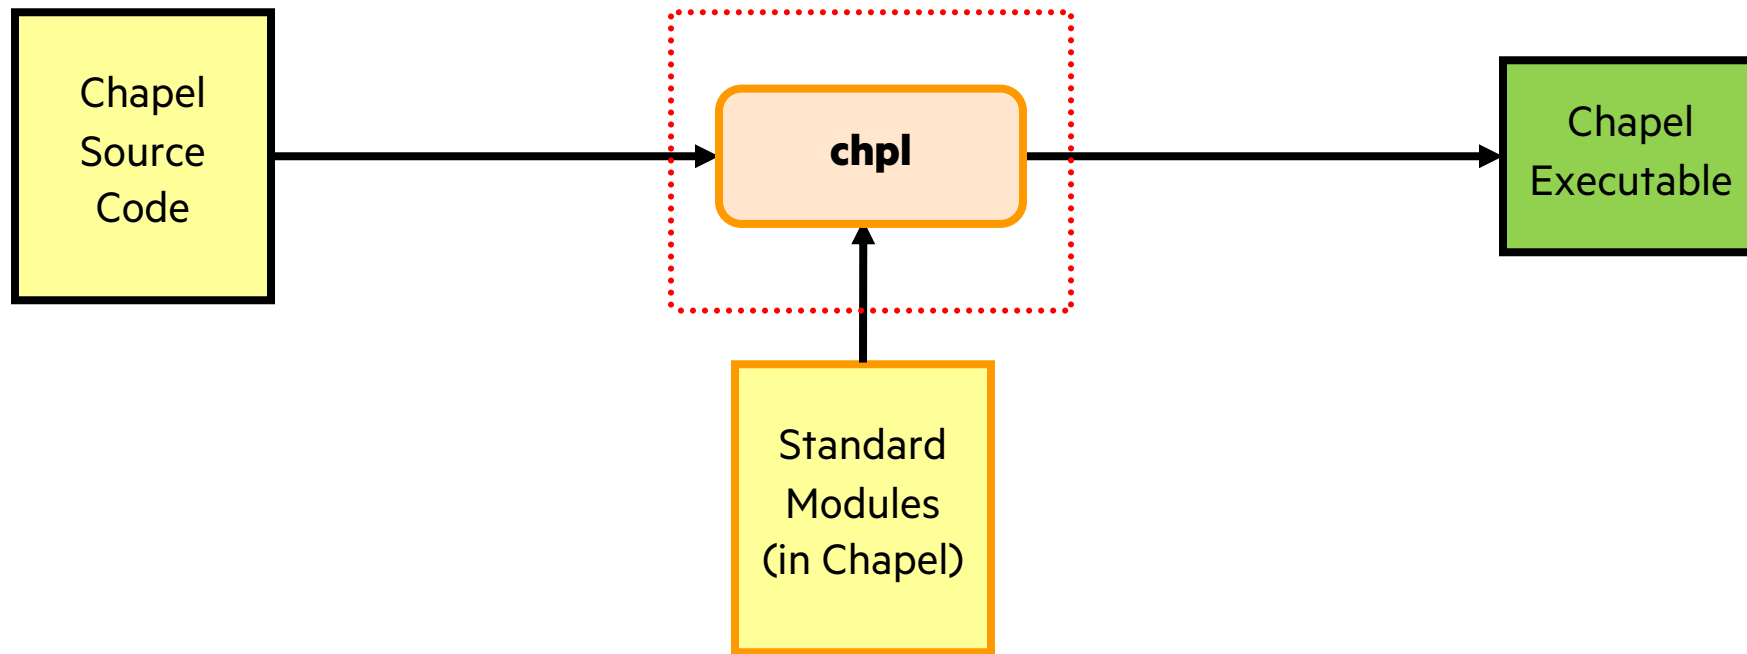 Chapel
Source
Code
chpl
Chapel
Executable
Standard
Modules
(in Chapel)